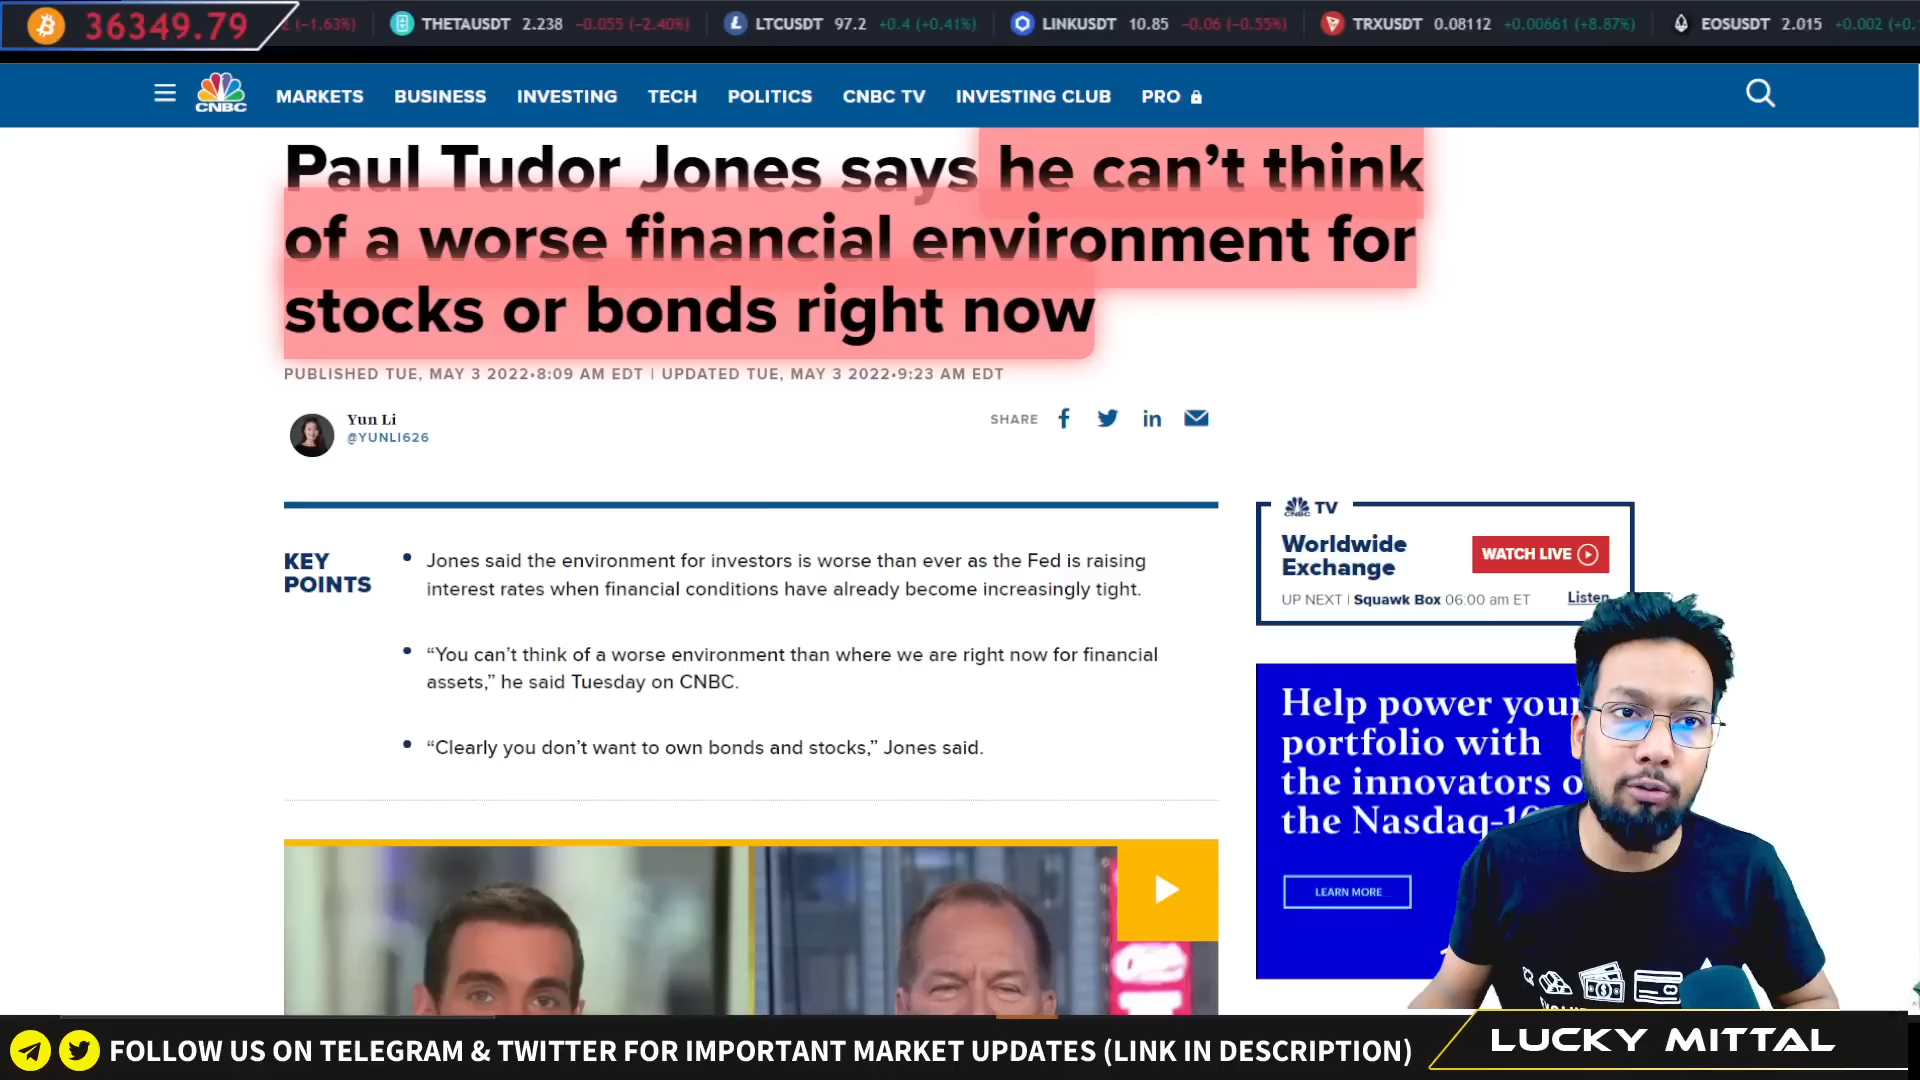 36349.79
(-1.63%) THETAUSDT 2.238 -0.055 (-2.40%) LTCUSDT 97.2 +0.4 (+0.41%) LINKUSDT 10.85 -0.06 (-0.55%) TRXUSDT 0.08112 +0.00661 (+8.87%) EOSUSDT 2.015 +0.002 (+0.
CNBC MARKETS BUSINESS INVESTING TECH POLITICS CNBC TV INVESTING CLUB PRO
Paul Tudor Jones says he can’t think
of a worse financial environment for
stocks or bonds right now
PUBLISHED TUE, MAY 3 2022•8:09 AM EDT | UPDATED TUE, MAY 3 2022•9:23 AM EDT
Yun Li
@YUNLI626
SHARE
KEY
POINTS
Jones said the environment for investors is worse than ever as the Fed is raising
interest rates when financial conditions have already become increasingly tight.
“You can’t think of a worse environment than where we are right now for financial
assets,” he said Tuesday on CNBC.
“Clearly you don’t want to own bonds and stocks,” Jones said.
CNBC TV
Worldwide
Exchange
WATCH LIVE
UP NEXT | Squawk Box 06:00 am ET
Listen
Help power your
portfolio with
the innovators o
the Nasdaq-1
LEARN MORE
FOLLOW US ON TELEGRAM & TWITTER FOR IMPORTANT MARKET UPDATES (LINK IN DESCRIPTION)
LUCKY MITTAL